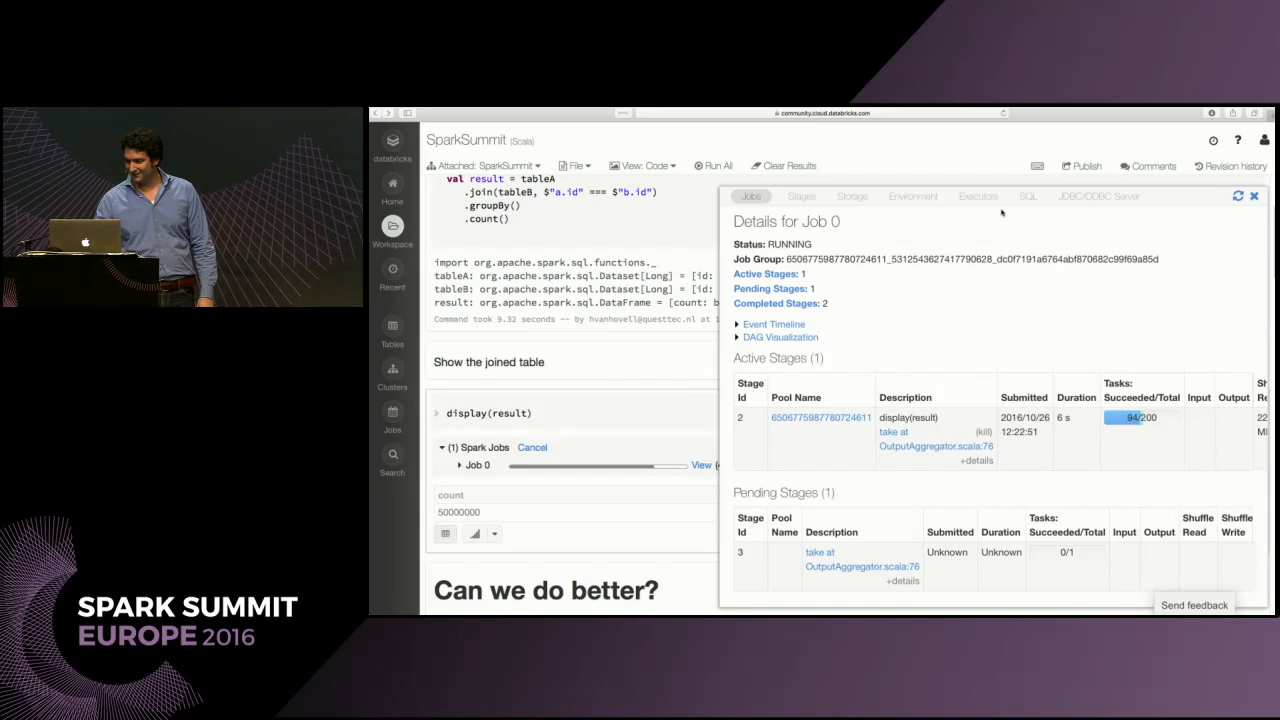 community.cloud.databricks.com
databricks
Home
Workspace
Recent
Tables
Clusters
Jobs
Search
SparkSummit (Scala)
Attached: SparkSummit
File
View: Code
Run All
Clear Results
Publish
Comments
Revision history
val result = tableA
.join(tableB, $"a.id" === $"b.id")
.groupBy()
.count()
import org.apache.spark.sql.functions._
tableA: org.apache.spark.sql.Dataset[Long] = [id:
tableB: org.apache.spark.sql.Dataset[Long] = [id:
result: org.apache.spark.sql.DataFrame = [count: b
Command took 9.32 seconds -- by hvanhovell@questtec.nl at 1
Show the joined table
display(result)
(1) Spark Jobs Cancel
Job 0 View
count
50000000
Can we do better?
Jobs Stages Storage Environment Executors SQL JDBC/ODBC Server
Details for Job 0
Status: RUNNING
Job Group: 6506775987780724611_5312543627417790628_dc0f7191a6764abf870682c99f69a85d
Active Stages: 1
Pending Stages: 1
Completed Stages: 2
Event Timeline
DAG Visualization
Active Stages (1)
Stage Id Pool Name Description Submitted Duration Tasks: Succeeded/Total Input Output
2 6506775987780724611 display(result) 2016/10/26 6 s 94/200
take at (kill) 12:22:51
OutputAggregator.scala:76
+details
Pending Stages (1)
Stage Id Pool Name Description Submitted Duration Tasks: Succeeded/Total Input Output Shuffle Read Shuffle Write
3 take at Unknown Unknown 0/1
OutputAggregator.scala:76
+details
Send feedback
SPARK SUMMIT
EUROPE 2016